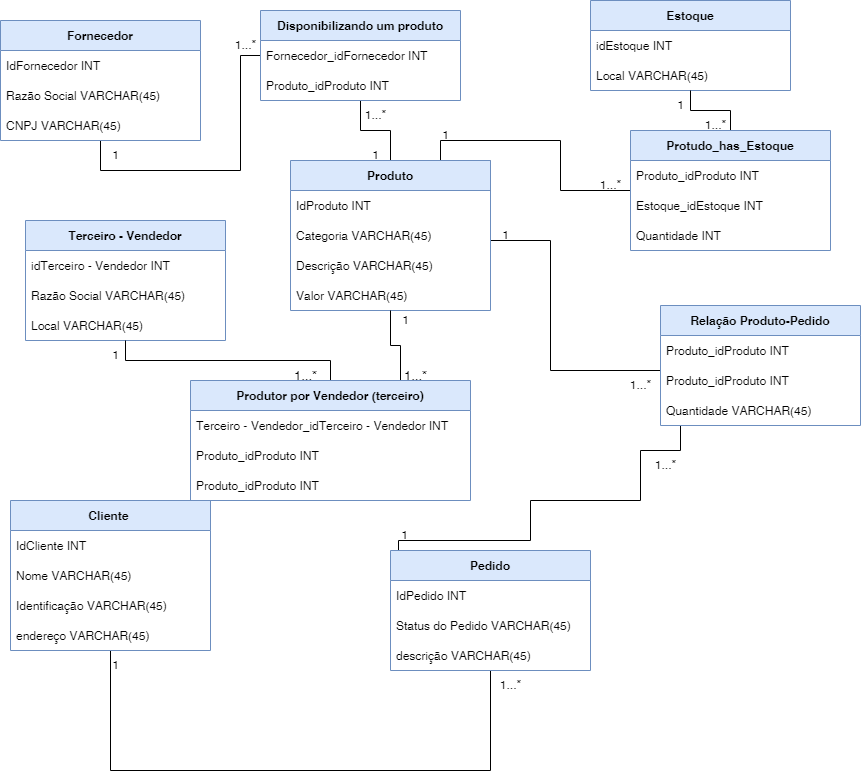 Fornecedor
IdFornecedor INT
Razão Social VARCHAR(45)
CNPJ VARCHAR(45)
1
1...*
Disponibilizando um produto
Fornecedor_idFornecedor INT
Produto_idProduto INT
1...*
1
Estoque
idEstoque INT
Local VARCHAR(45)
1
1...*
Protudo_has_Estoque
Produto_idProduto INT
Estoque_idEstoque INT
Quantidade INT
1
1...*
Produto
IdProduto INT
Categoria VARCHAR(45)
Descrição VARCHAR(45)
Valor VARCHAR(45)
1
1
Terceiro - Vendedor
idTerceiro - Vendedor INT
Razão Social VARCHAR(45)
Local VARCHAR(45)
1
1...*
1...*
Relação Produto-Pedido
Produto_idProduto INT
Produto_idProduto INT
Quantidade VARCHAR(45)
1...*
1...*
Produtor por Vendedor (terceiro)
Terceiro - Vendedor_idTerceiro - Vendedor INT
Produto_idProduto INT
Produto_idProduto INT
Cliente
IdCliente INT
Nome VARCHAR(45)
Identificação VARCHAR(45)
endereço VARCHAR(45)
1
1
Pedido
IdPedido INT
Status do Pedido VARCHAR(45)
descrição VARCHAR(45)
1...*